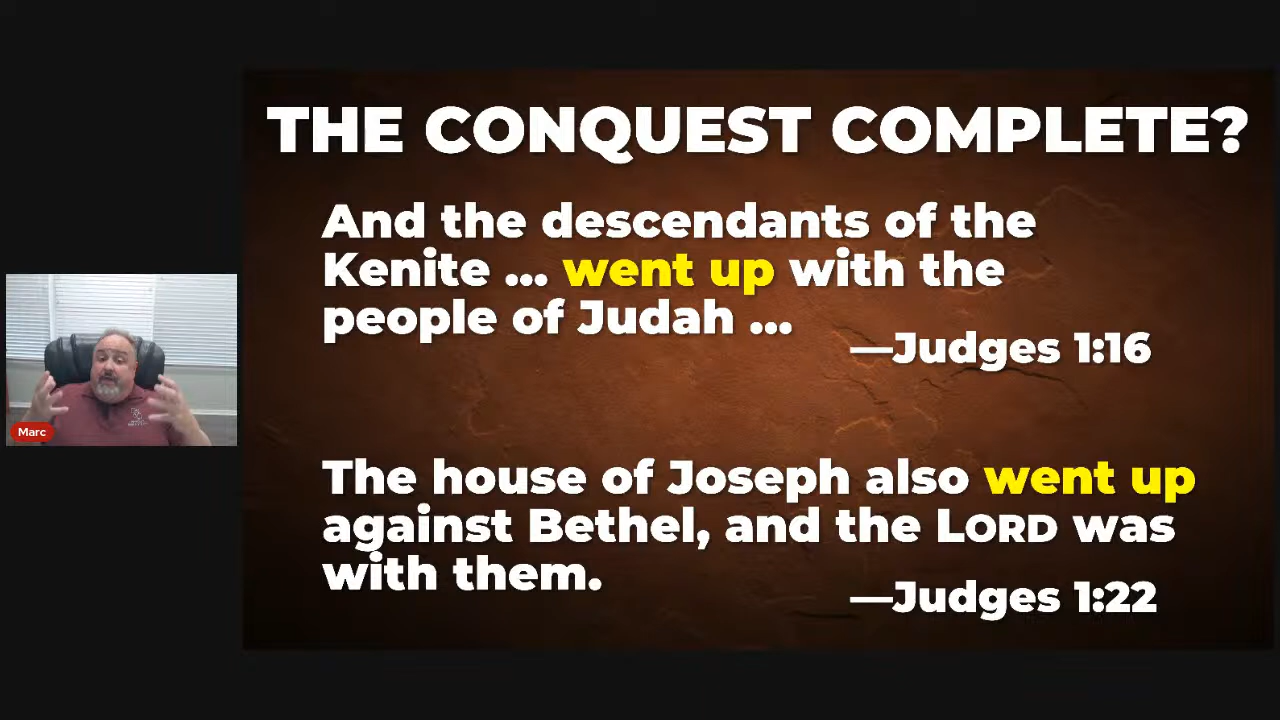 THE CONQUEST COMPLETE?
And the descendants of the
Kenite ... went up with the
people of Judah ...
—Judges 1:16
Marc
The house of Joseph also went up
against Bethel, and the LORD was
with them.
—Judges 1:22